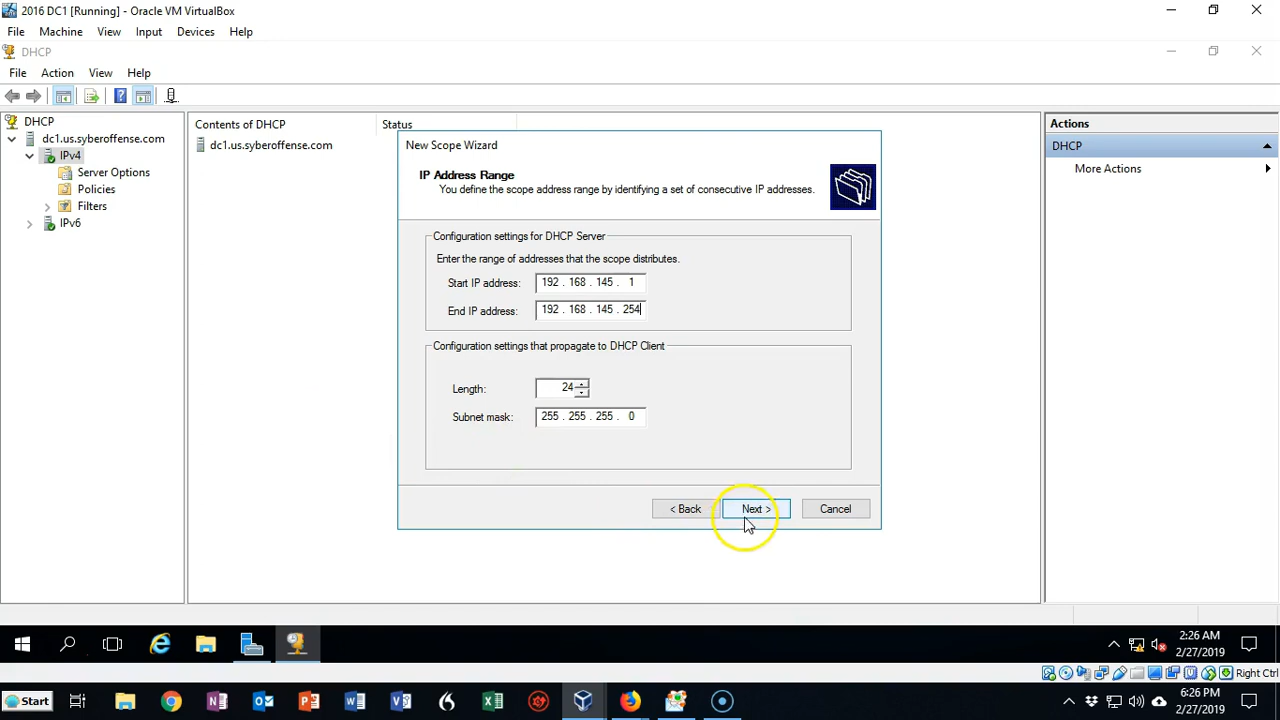 2016 DC1 [Running] - Oracle VM VirtualBox
File Machine View Input Devices Help
DHCP
File Action View Help
DHCP
dc1.us.syberoffense.com
IPv4
Server Options
Policies
Filters
IPv6
Contents of DHCP Status
dc1.us.syberoffense.com
Actions
DHCP
More Actions
New Scope Wizard
IP Address Range
You define the scope address range by identifying a set of consecutive IP addresses.
Configuration settings for DHCP Server
Enter the range of addresses that the scope distributes.
Start IP address: 192 . 168 . 145 . 1
End IP address: 192 . 168 . 145 . 254
Configuration settings that propagate to DHCP Client
Length: 24
Subnet mask: 255 . 255 . 255 . 0
< Back Next > Cancel
2:26 AM
2/27/2019
Right Ctrl
Start
6:26 PM
2/27/2019